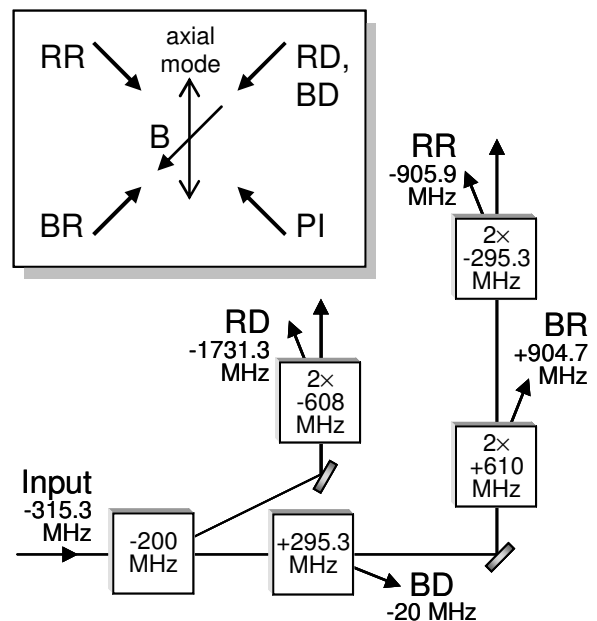 axial
mode
RR
RD,
BD
B
BR
PI
RR
-905.9
MHz
2×
-295.3
MHz
BR
+904.7
MHz
2×
+610
MHz
RD
-1731.3
MHz
2×
-608
MHz
Input
-315.3
MHz
-200
MHz
+295.3
MHz
BD
-20 MHz